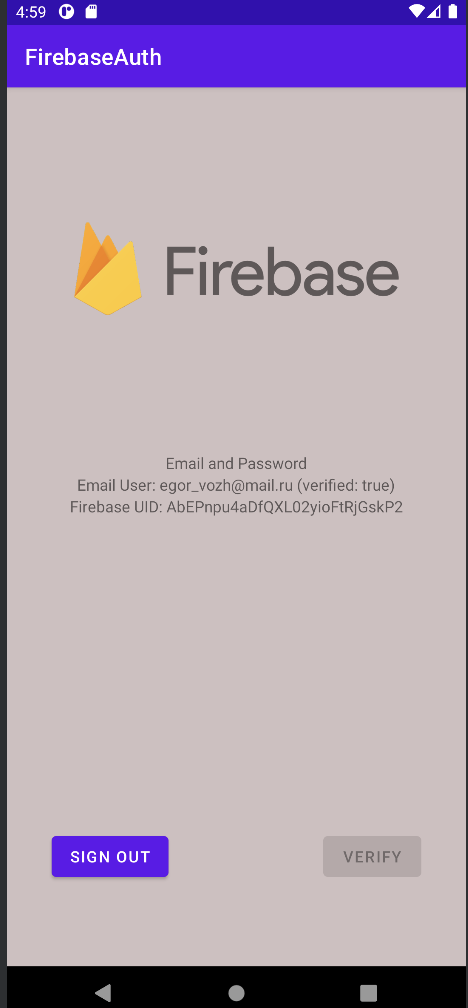 4:59
FirebaseAuth
Firebase
Email and Password
Email User: egor_vozh@mail.ru (verified: true)
Firebase UID: AbEPnpu4aDfQXL02yioFtRjGskP2
SIGN OUT
VERIFY